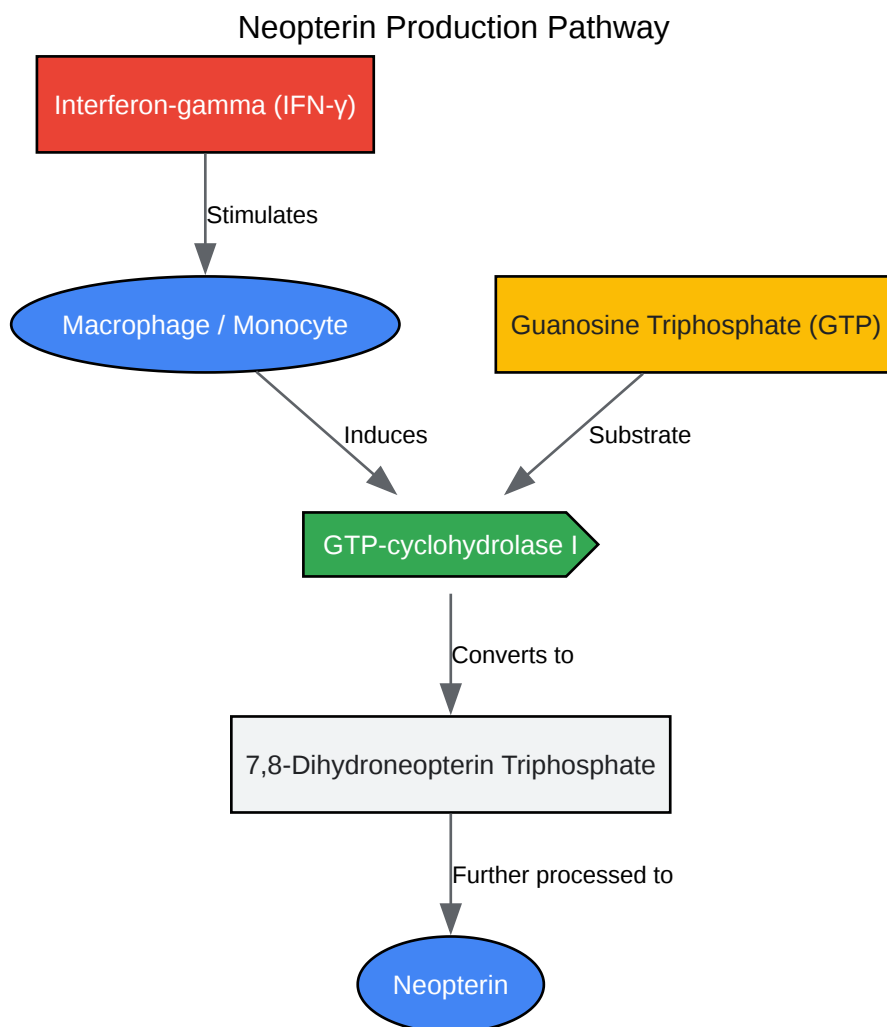 Neopterin Production Pathway
Interferon-gamma (IFN-γ)
Stimulates
Macrophage / Monocyte
Guanosine Triphosphate (GTP)
Induces
Substrate
GTP-cyclohydrolase I
Converts to
7,8-Dihydroneopterin Triphosphate
Further processed to
Neopterin